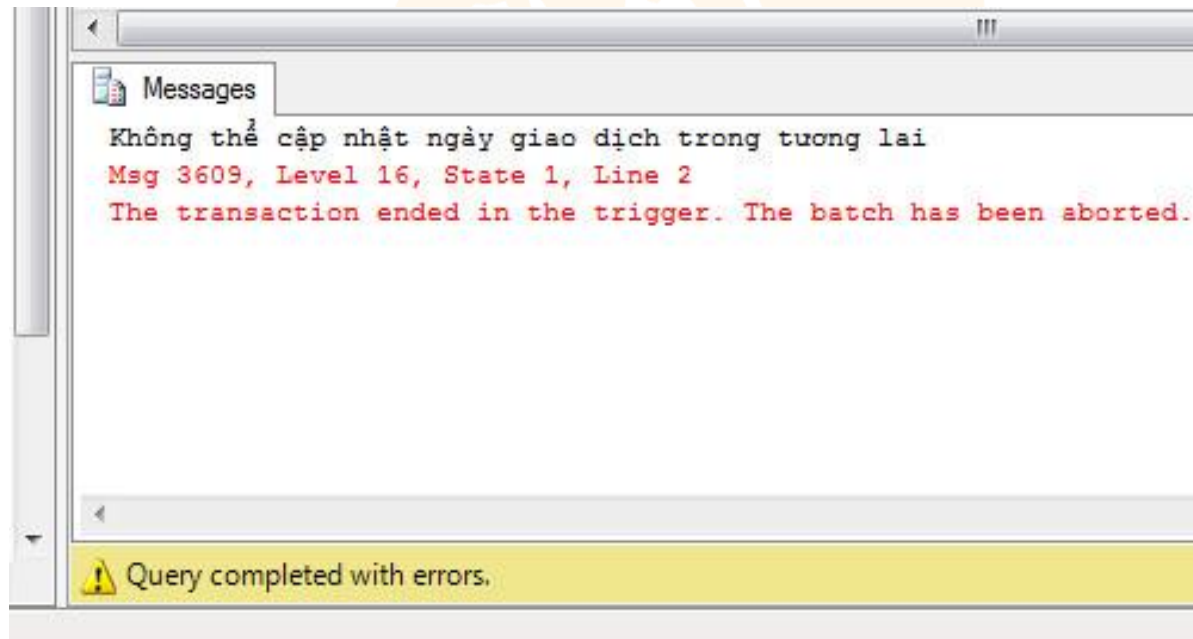 Messages
Không thể cập nhật ngày giao dịch trong tương lai
Msg 3609, Level 16, State 1, Line 2
The transaction ended in the trigger. The batch has been aborted.
Query completed with errors.